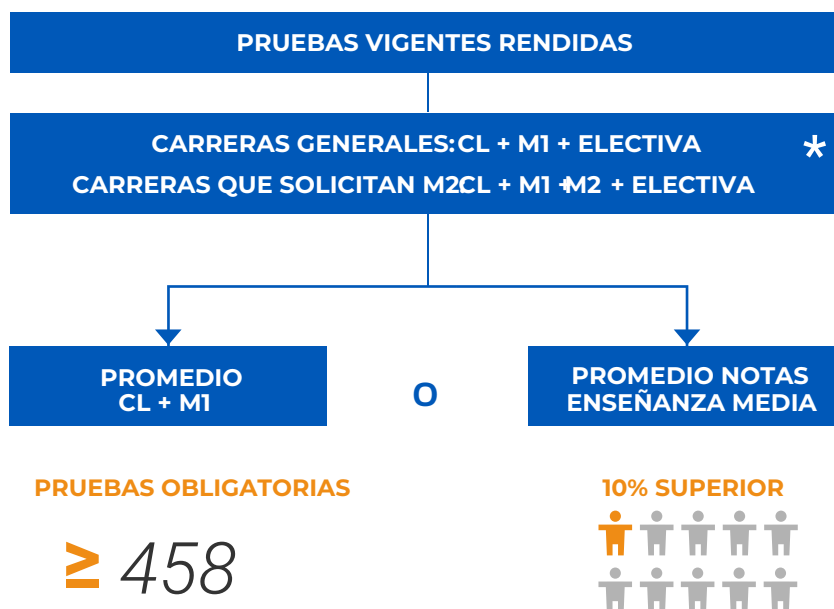 PRUEBAS VIGENTES RENDIDAS
CARRERAS GENERALES: CL + M1 + ELECTIVA
*
CARRERAS QUE SOLICITAN M2: CL + M1 + M2 + ELECTIVA
PROMEDIO
CL + M1
O
PROMEDIO NOTAS
ENSEÑANZA MEDIA
PRUEBAS OBLIGATORIAS
≥ 458
10% SUPERIOR